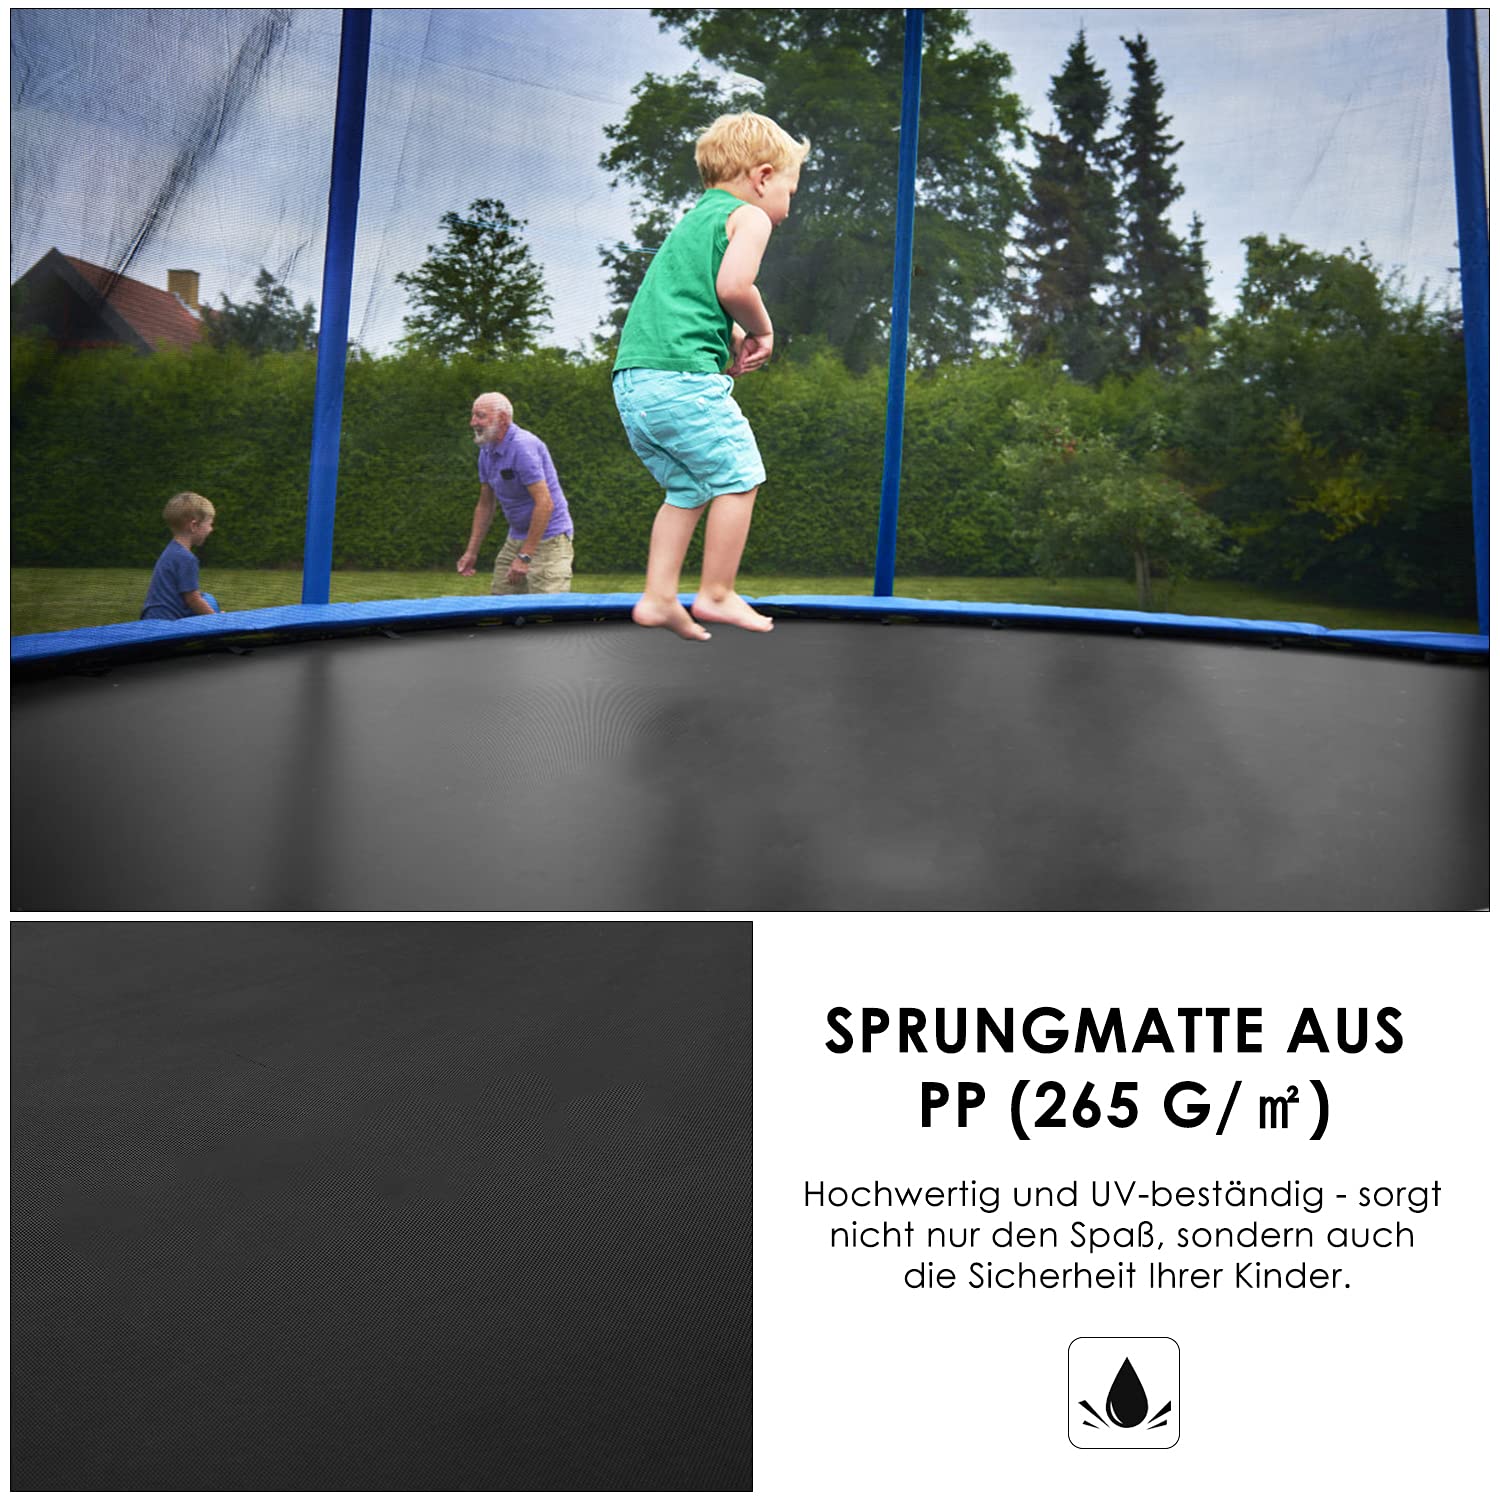 SPRUNGMATTE AUS
PP (265 G/㎡)
Hochwertig und UV-beständig - sorgt
nicht nur den Spaß, sondern auch
die Sicherheit Ihrer Kinder.